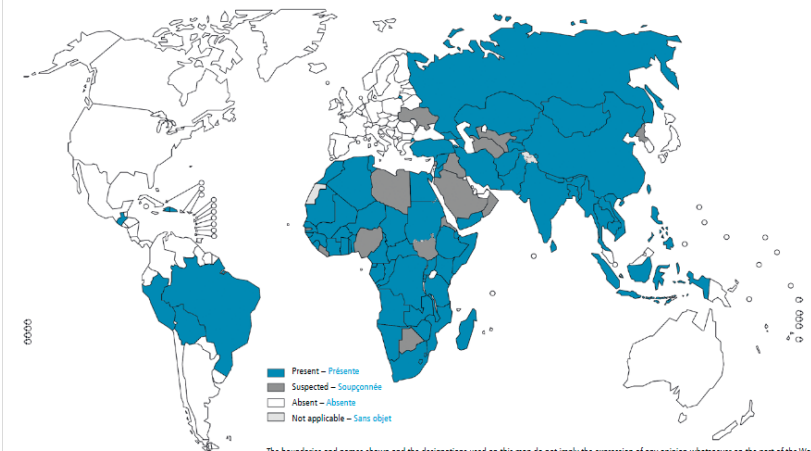 Present – Présente
Suspected – Soupçonnée
Absent – Absente
Not applicable – Sans objet
The boundaries and names shown and the designations used on this map do not imply the expression of any opinion whatsoever on the part of the